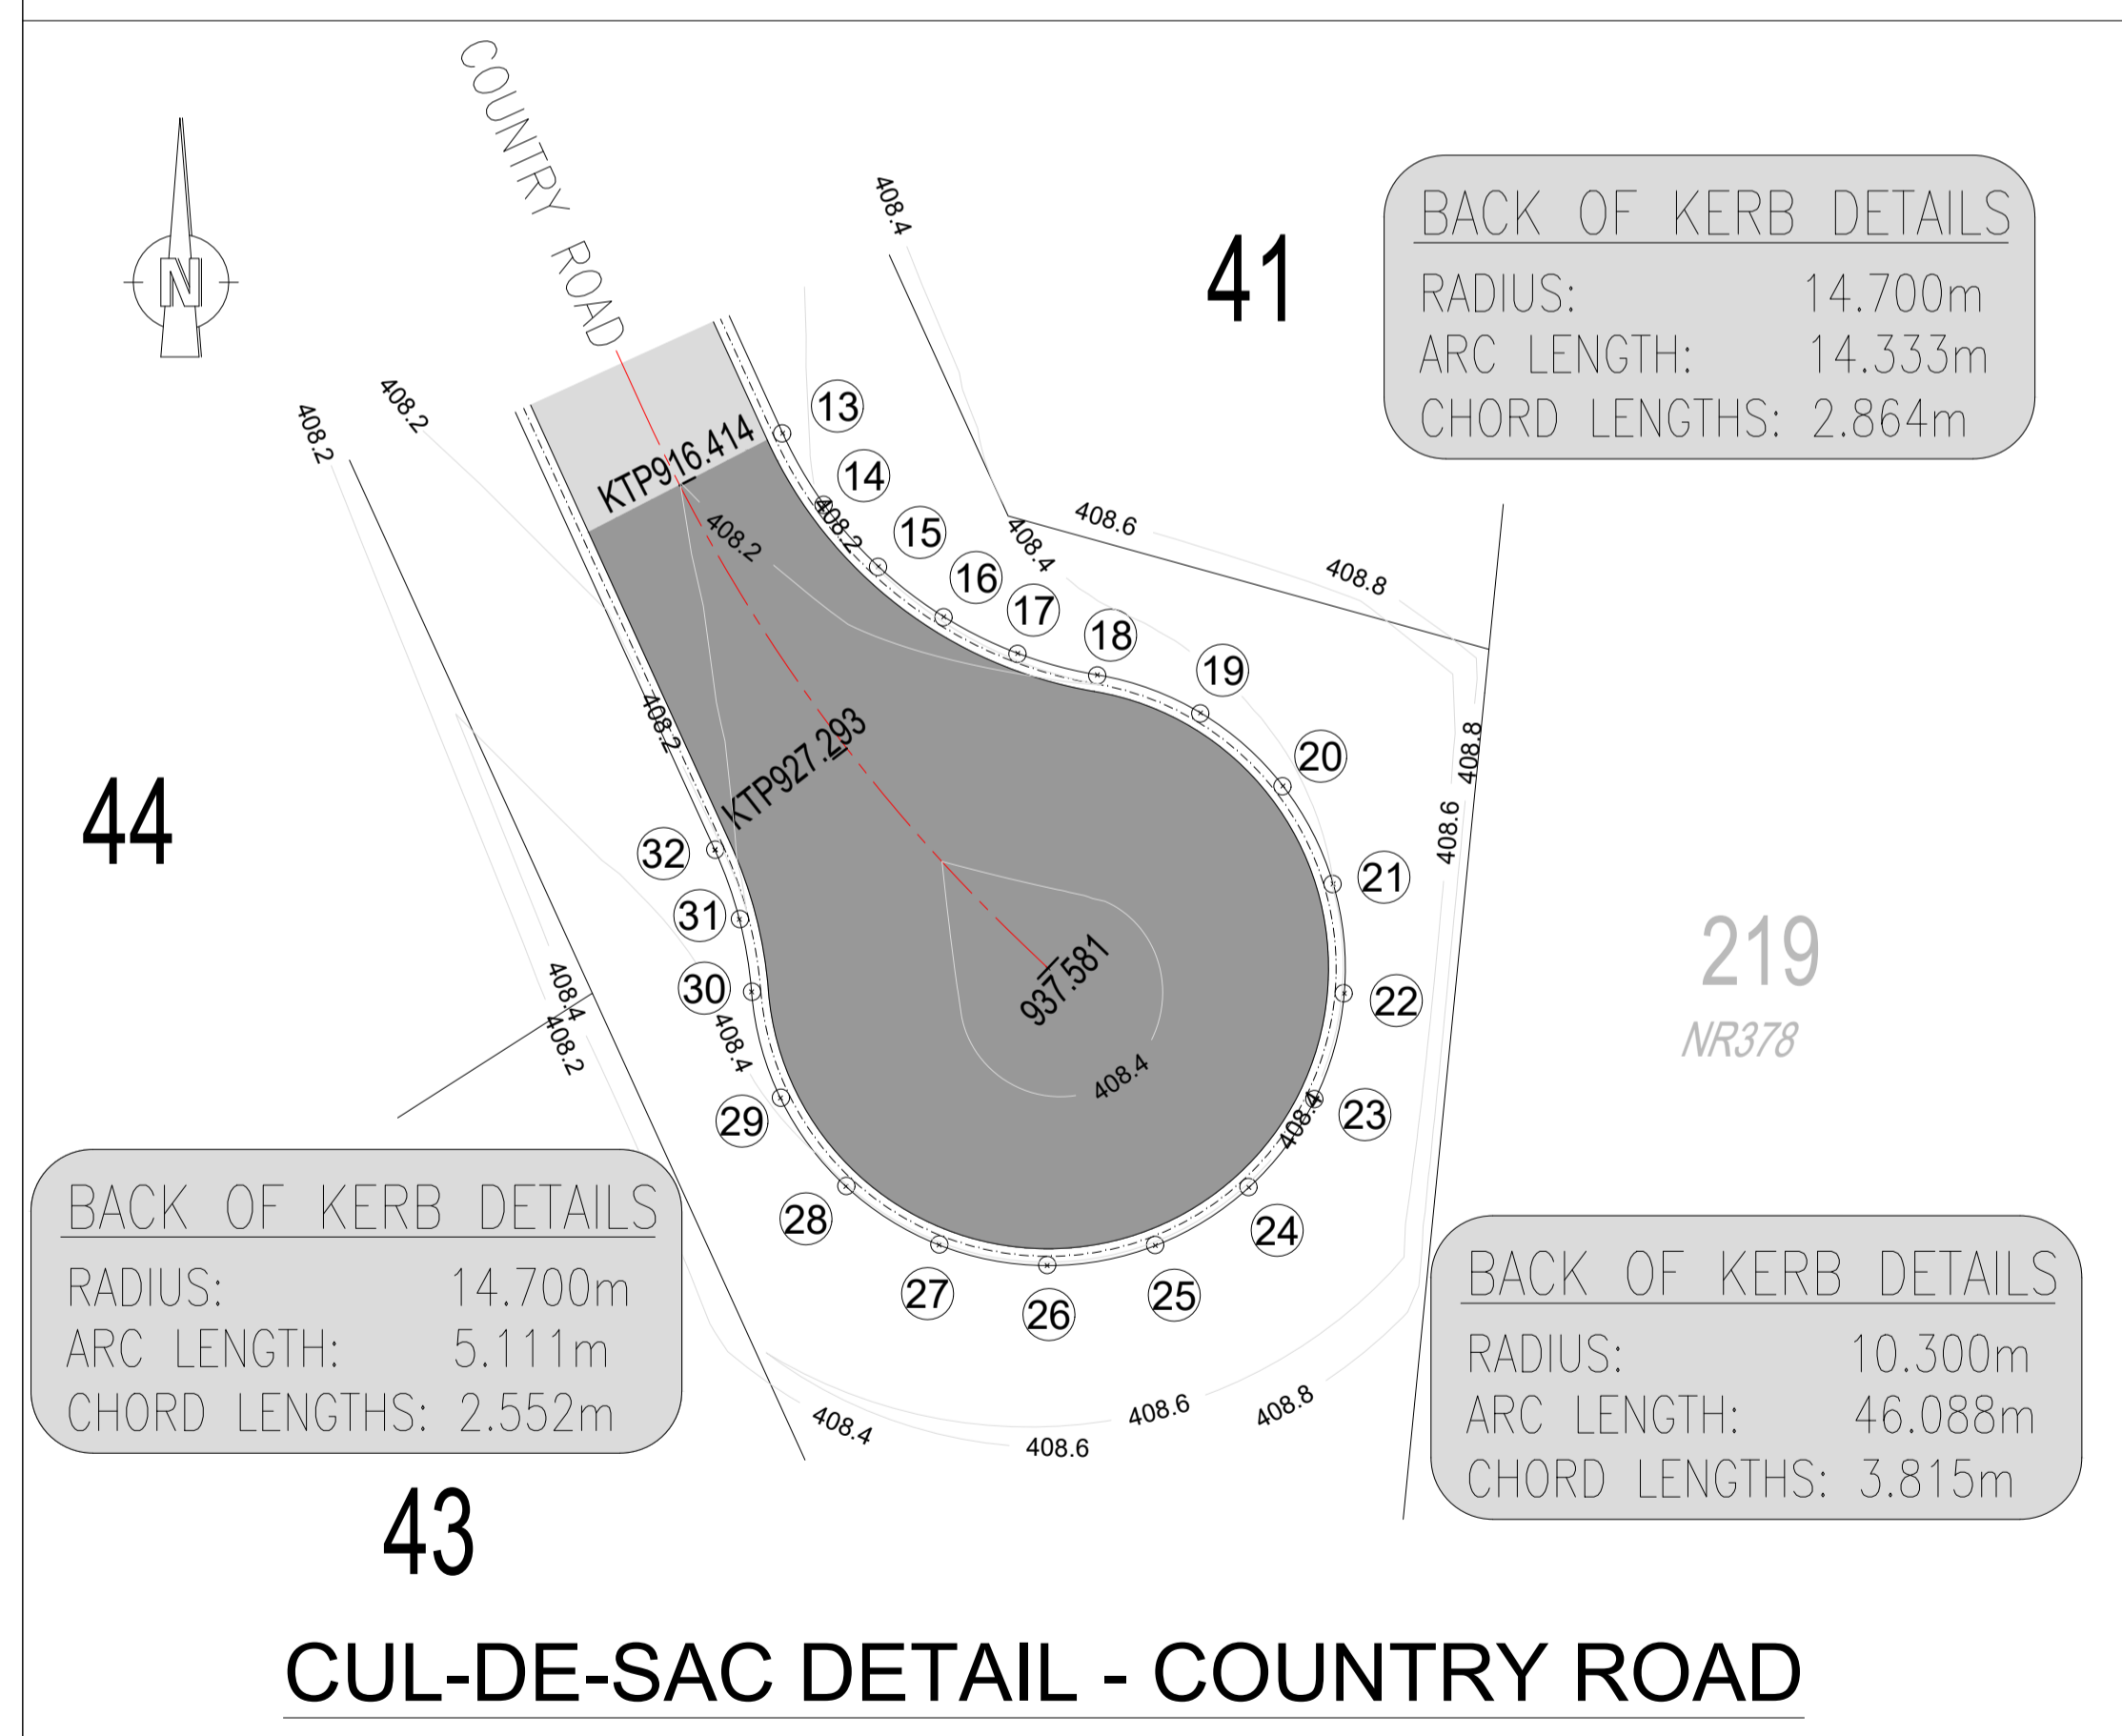 COUNTRY ROAD
N
408.4
41
BACK OF KERB DETAILS
RADIUS: 14.700m
ARC LENGTH: 14.333m
CHORD LENGTHS: 2.864m
408.2
408.2
KTP916.414
13
14
408.2
408.2
15
16
17
18
408.4
408.6
408.8
19
20
408.8
408.6
21
22
23
408.4
24
25
26
27
28
29
30
31
32
408.2
KTP927.293
937.581
408.4
44
408.4
408.2
408.4
219
NR378
BACK OF KERB DETAILS
RADIUS: 14.700m
ARC LENGTH: 5.111m
CHORD LENGTHS: 2.552m
BACK OF KERB DETAILS
RADIUS: 10.300m
ARC LENGTH: 46.088m
CHORD LENGTHS: 3.815m
408.4
408.6
408.6
408.8
43
CUL-DE-SAC DETAIL - COUNTRY ROAD